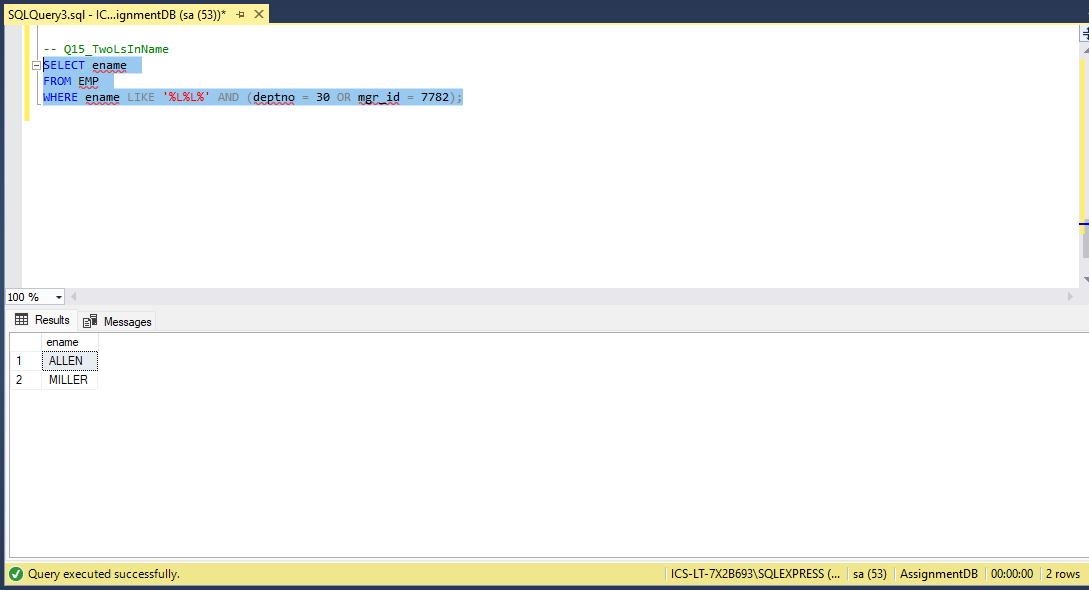 SQLQuery3.sql - IC...ignmentDB (sa (53))*
-- Q15_TwoLsInName
SELECT ename
FROM EMP
WHERE ename LIKE '%L%L%' AND (deptno = 30 OR mgr_id = 7782);
100 %
Results Messages
ename
1 ALLEN
2 MILLER
Query executed successfully. ICS-LT-7X2B693\SQLEXPRESS (... sa (53) AssignmentDB 00:00:00 2 rows